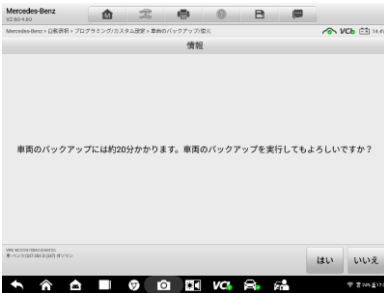 Mercedes-Benz
Mercedes-Benz > 自動選択 > プログラミング/カスタム設定 > 車両のバックアップ/復元
VCI
情報
車両のバックアップには約20分かかります。車両のバックアップを実行してもよろしいですか？
はい
いいえ
VCI